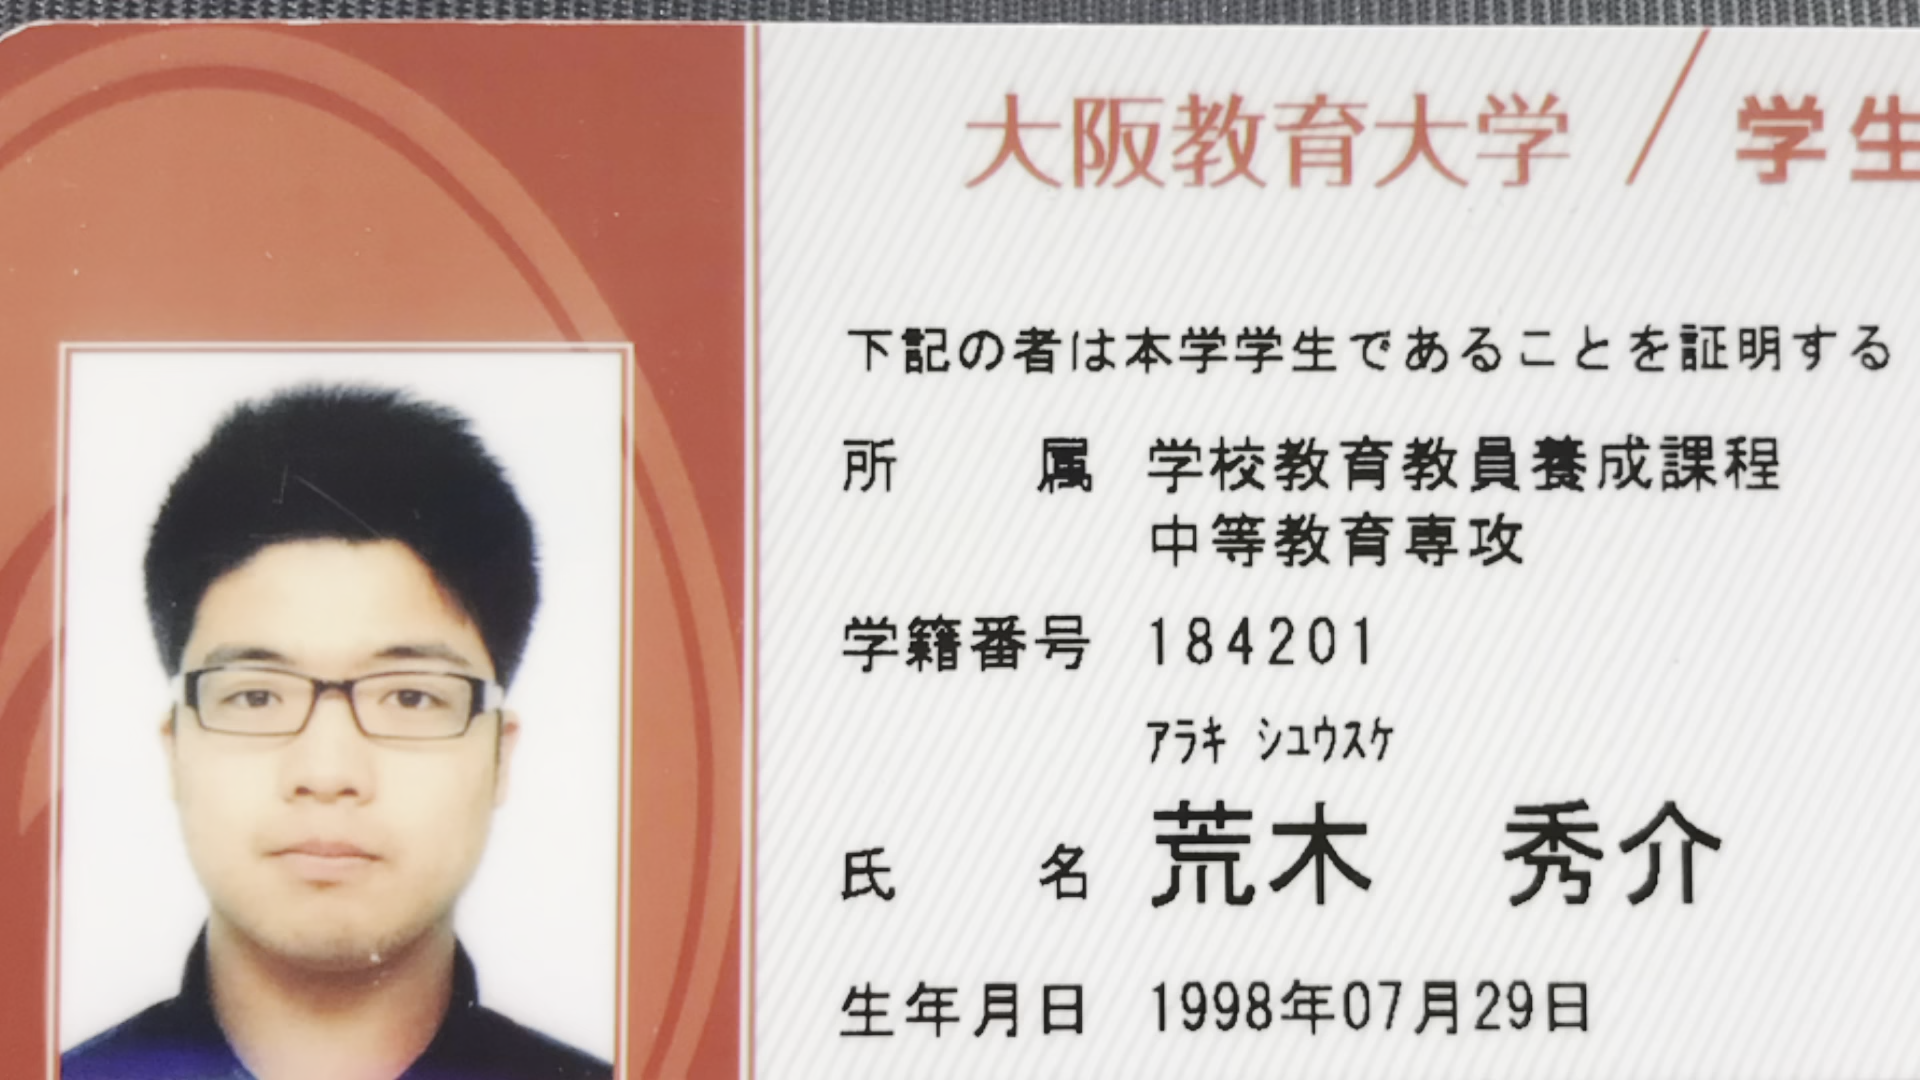 大阪教育大学／学生
下記の者は本学学生であることを証明する
所属 学校教育教員養成課程
中等教育専攻
学籍番号 184201
ｱﾗｷ ｼﾕｳｽｹ
氏名 荒木 秀介
生年月日 1998年07月29日